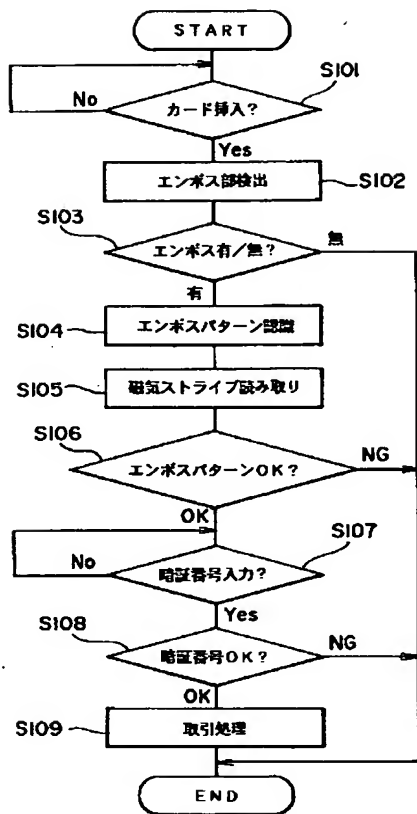 START
S101
No
カード挿入?
Yes
エンボス部検出
S102
S103
エンボス有/無?
無
有
S104
エンボスパターン認識
S105
磁気ストライプ読み取り
S106
エンボスパターンOK?
NG
OK
S107
No
暗証番号入力?
Yes
S108
暗証番号OK?
NG
OK
S109
取引処理
END